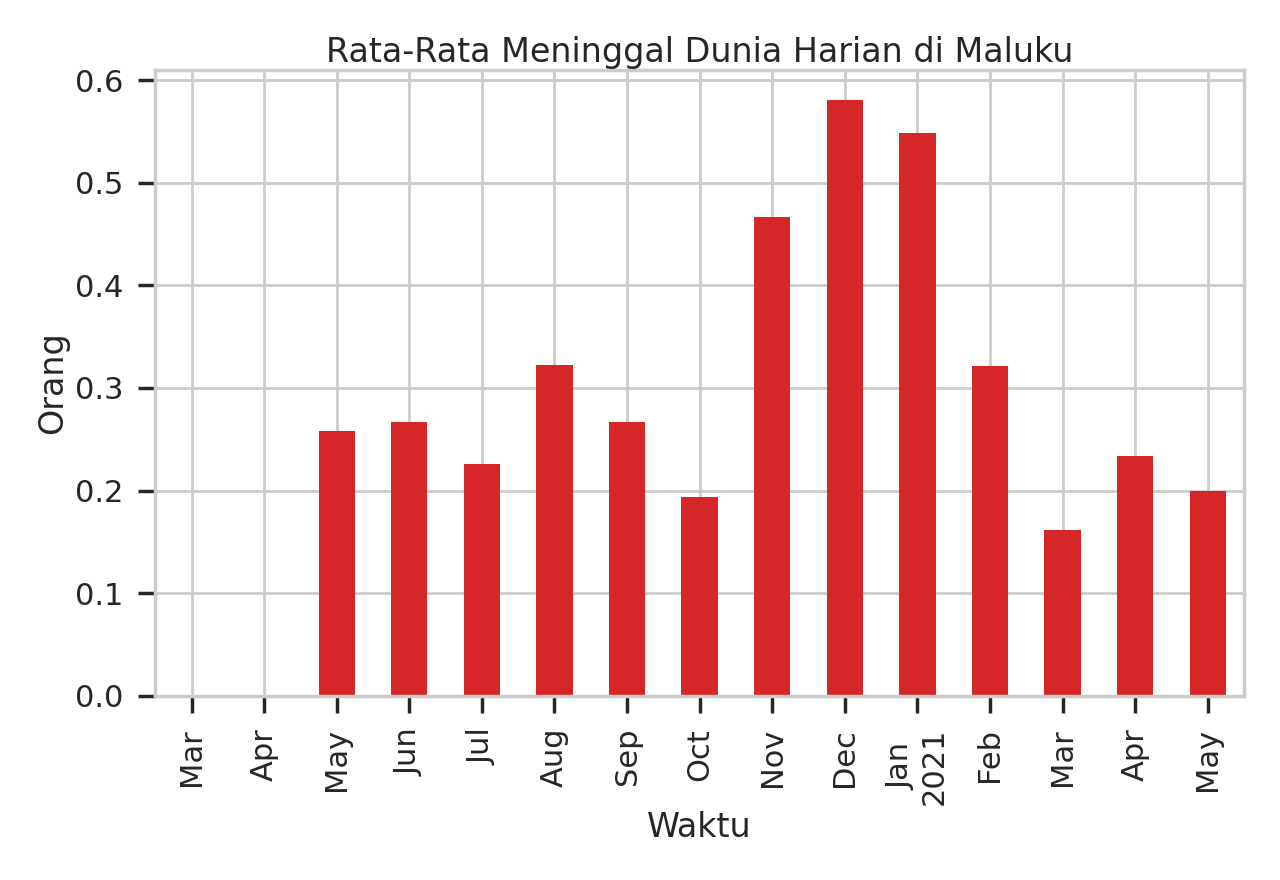 Rata-Rata Meninggal Dunia Harian di Maluku
0.6
0.5
0.4
0.3
0.2
0.1
0.0
Orang
Mar
Apr
May
Jun
Jul
Aug
Sep
Oct
Nov
Dec
Jan
2021
Feb
Mar
Apr
May
Waktu